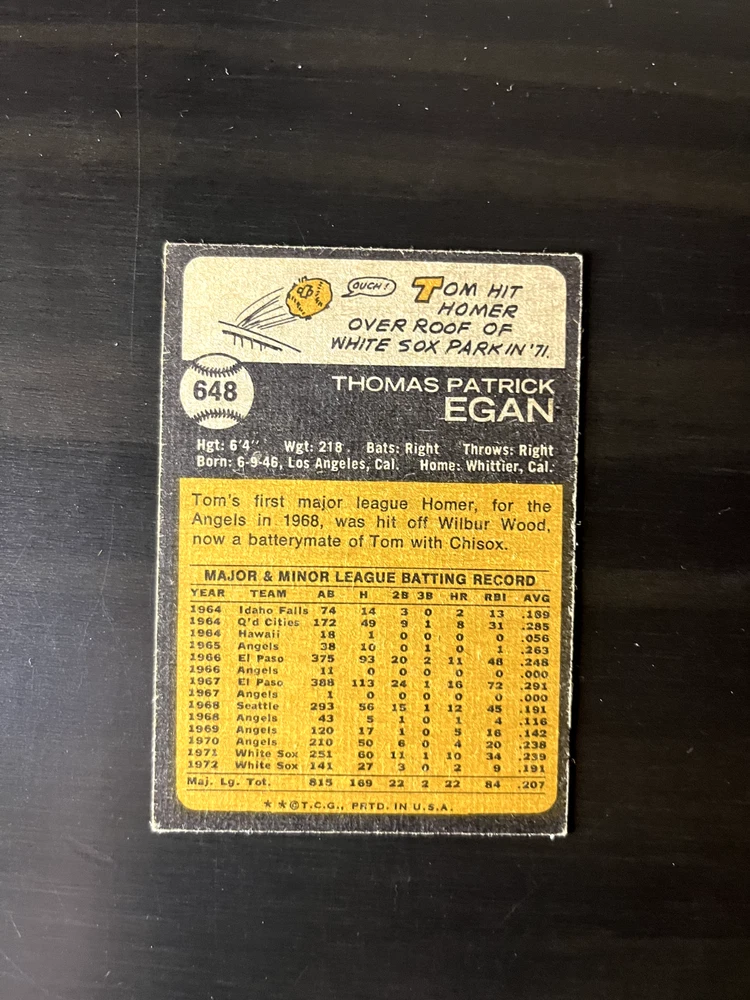 OUCH!
TOM HIT
HOMER
OVER ROOF OF
WHITE SOX PARK IN '71.
648
THOMAS PATRICK
EGAN
Hgt: 6'4" Wgt: 218 Bats: Right Throws: Right
Born: 6-9-46, Los Angeles, Cal. Home: Whittier, Cal.
Tom's first major league Homer, for the
Angels in 1968, was hit off Wilbur Wood,
now a batterymate of Tom with Chisox.
MAJOR & MINOR LEAGUE BATTING RECORD
YEAR TEAM AB H 2B 3B HR RBI AVG
1964 Idaho Falls 74 14 3 0 2 13 .189
1964 Q'd Cities 172 49 9 1 8 31 .285
1964 Hawaii 18 1 0 0 0 0 .056
1965 Angels 38 10 0 1 0 1 .263
1966 El Paso 375 93 20 2 11 48 .248
1966 Angels 11 0 0 0 0 0 .000
1967 El Paso 388 113 24 1 16 72 .291
1967 Angels 1 0 0 0 0 0 .000
1968 Seattle 293 56 15 1 12 45 .191
1968 Angels 43 5 1 0 1 4 .116
1969 Angels 120 17 1 0 5 16 .142
1970 Angels 210 50 6 0 4 20 .238
1971 White Sox 251 60 11 1 10 34 .239
1972 White Sox 141 27 3 0 2 9 .191
Maj. Lg. Tot. 815 169 22 2 22 84 .207
* * © T.C.G., PRTD. IN U.S.A.